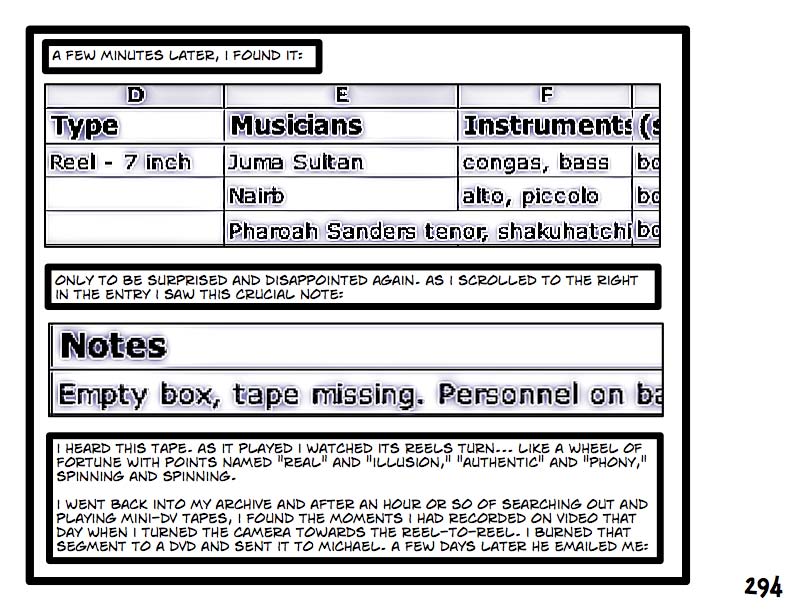 A FEW MINUTES LATER, I FOUND IT:
D E F
Type Musicians Instruments (s
Reel - 7 inch Juma Sultan congas, bass bo
Nairb alto, piccolo bo
Pharoah Sanders tenor, shakuhatchi bo
ONLY TO BE SURPRISED AND DISAPPOINTED AGAIN. AS I SCROLLED TO THE RIGHT
IN THE ENTRY I SAW THIS CRUCIAL NOTE:
Notes
Empty box, tape missing. Personnel on ba
I HEARD THIS TAPE. AS IT PLAYED I WATCHED ITS REELS TURN... LIKE A WHEEL OF
FORTUNE WITH POINTS NAMED "REAL" AND "ILLUSION," "AUTHENTIC" AND "PHONY,"
SPINNING AND SPINNING.
I WENT BACK INTO MY ARCHIVE AND AFTER AN HOUR OR SO OF SEARCHING OUT AND
PLAYING MINI-DV TAPES, I FOUND THE MOMENTS I HAD RECORDED ON VIDEO THAT
DAY WHEN I TURNED THE CAMERA TOWARDS THE REEL-TO-REEL. I BURNED THAT
SEGMENT TO A DVD AND SENT IT TO MICHAEL. A FEW DAYS LATER HE EMAILED ME:
294